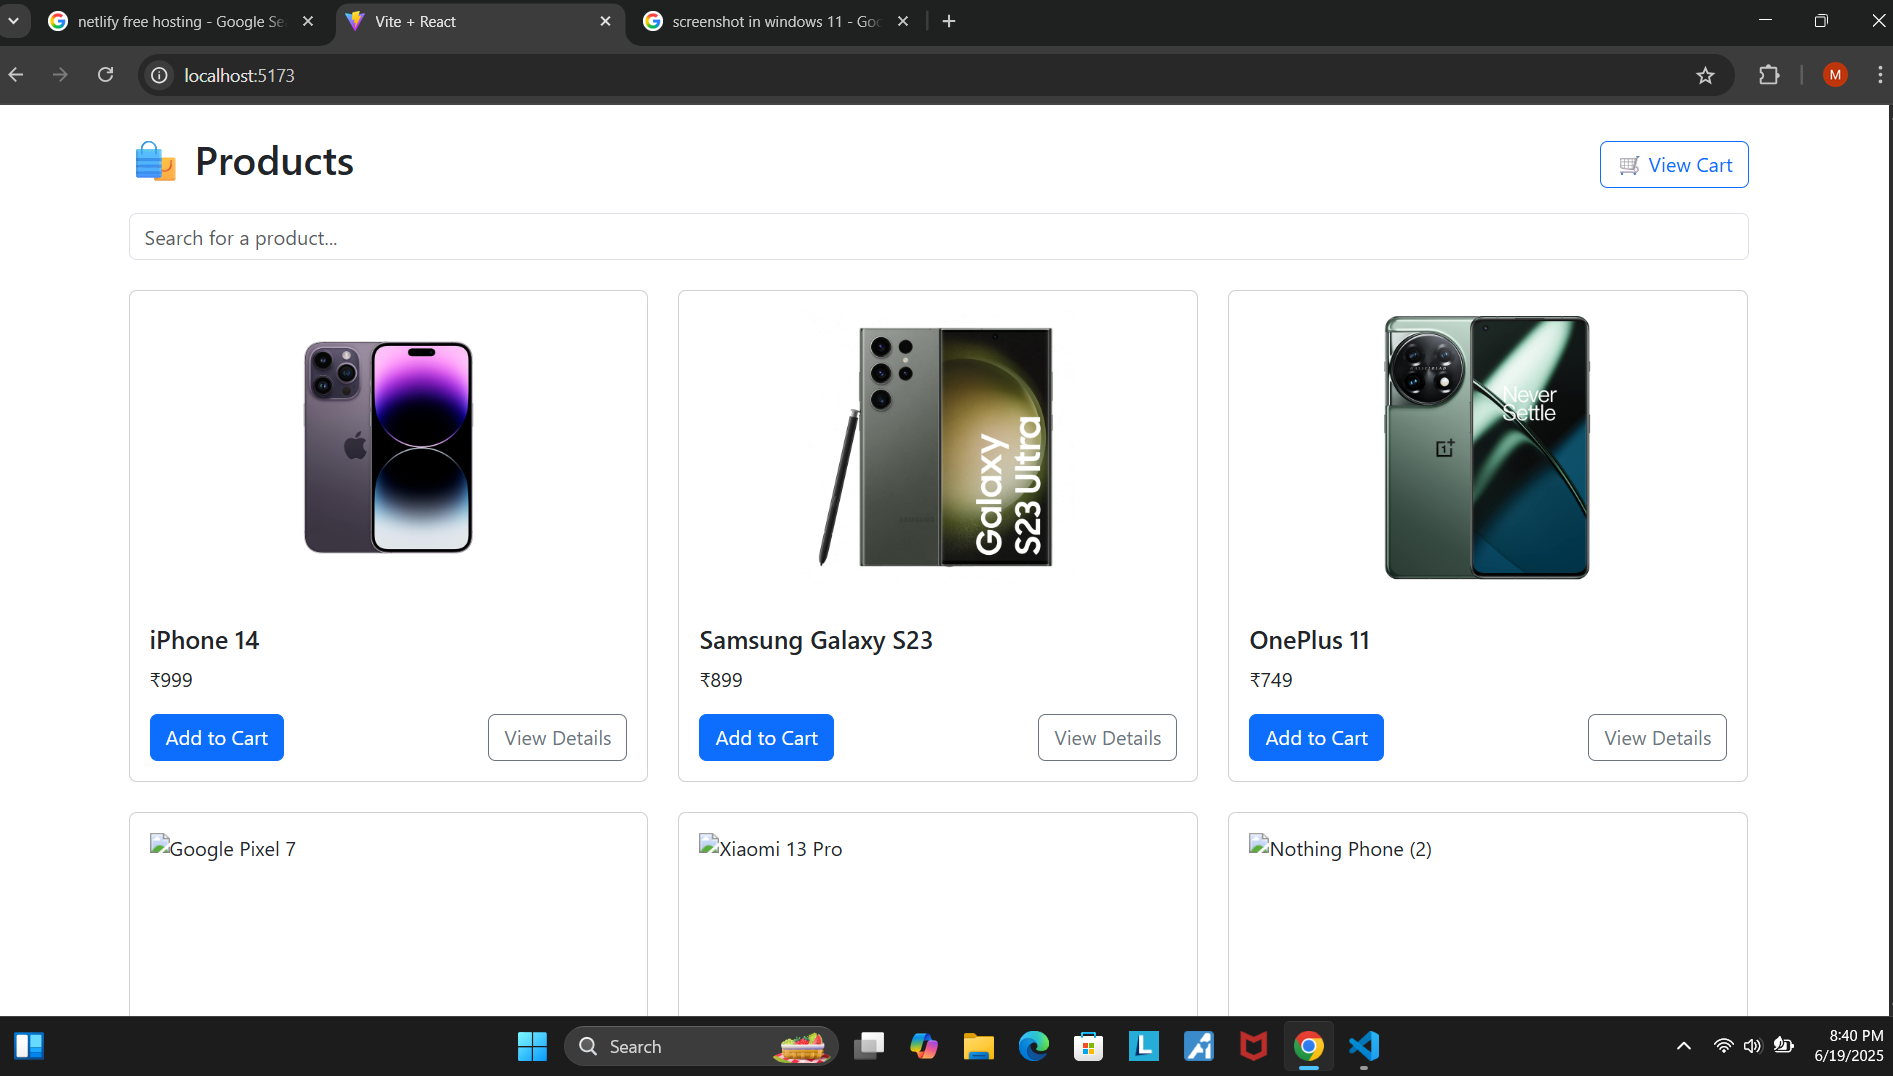 netlify free hosting - Google Se
Vite + React
screenshot in windows 11 - Goo
localhost:5173
M
Products
View Cart
Search for a product...
Galaxy
S23 Ultra
SAMSUNG
HASSELBLAD
Never
Settle
iPhone 14
₹999
Add to Cart
View Details
Samsung Galaxy S23
₹899
Add to Cart
View Details
OnePlus 11
₹749
Add to Cart
View Details
Google Pixel 7
Xiaomi 13 Pro
Nothing Phone (2)
Search
L
8:40 PM
6/19/2025